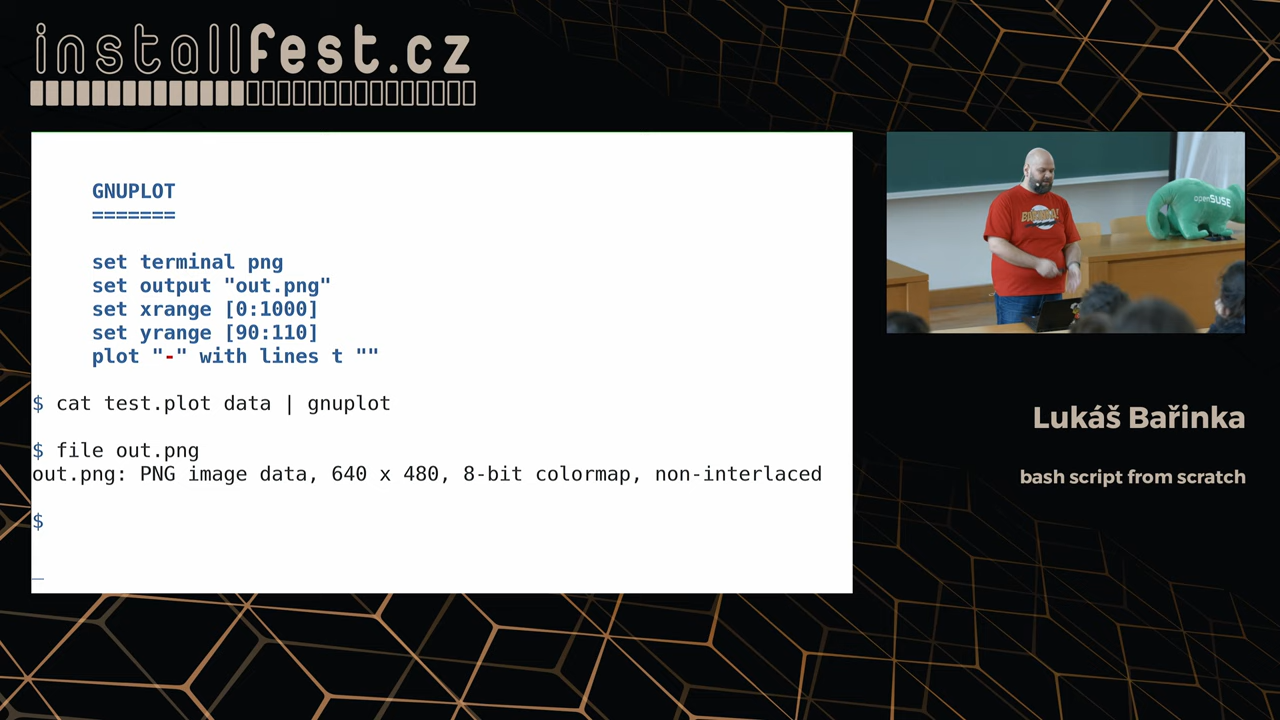 installfest.cz
GNUPLOT
=======
set terminal png
set output "out.png"
set xrange [0:1000]
set yrange [90:110]
plot "-" with lines t ""
$ cat test.plot data | gnuplot
$ file out.png
out.png: PNG image data, 640 x 480, 8-bit colormap, non-interlaced
$
_
openSUSE
Lukáš Bařinka
bash script from scratch